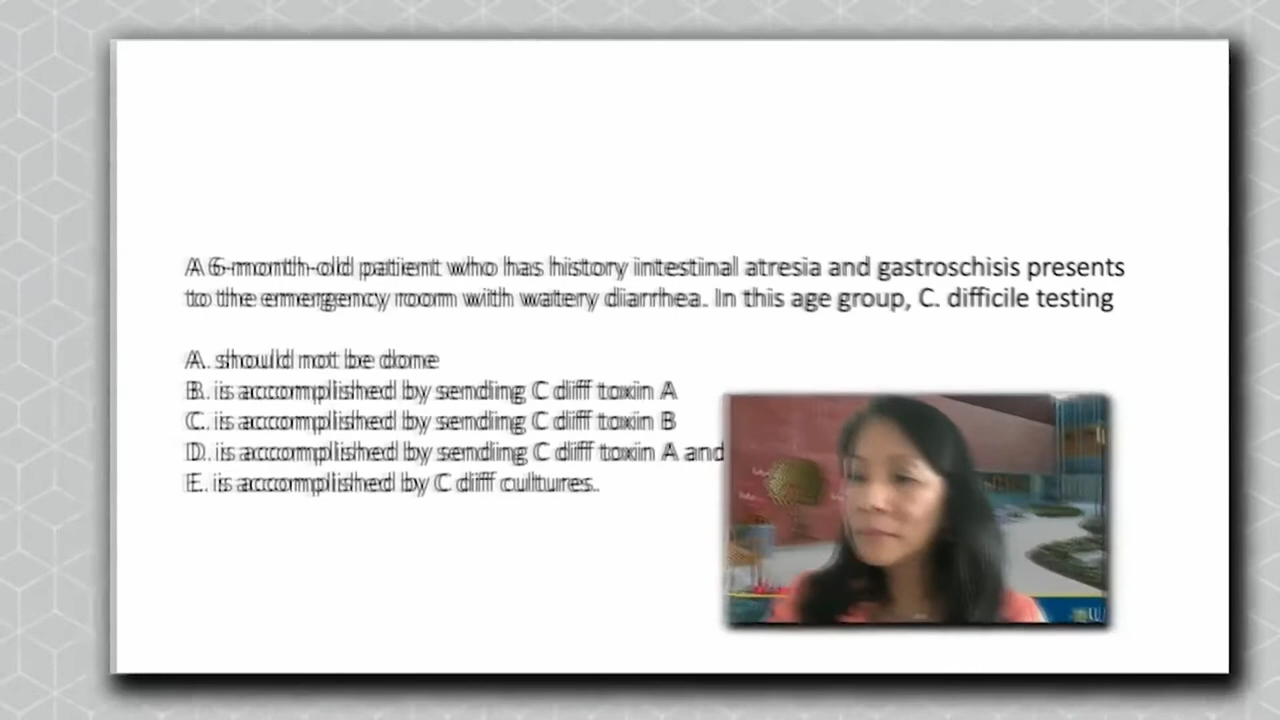 A 6-month-old patient who has history intestinal atresia and gastroschisis presents
to the emergency room with watery diarrhea. In this age group, C. difficile testing
A. should not be done
B. is accomplished by sending C diff toxin A
C. is accomplished by sending C diff toxin B
D. is accomplished by sending C diff toxin A and
E. is accomplished by C diff cultures.